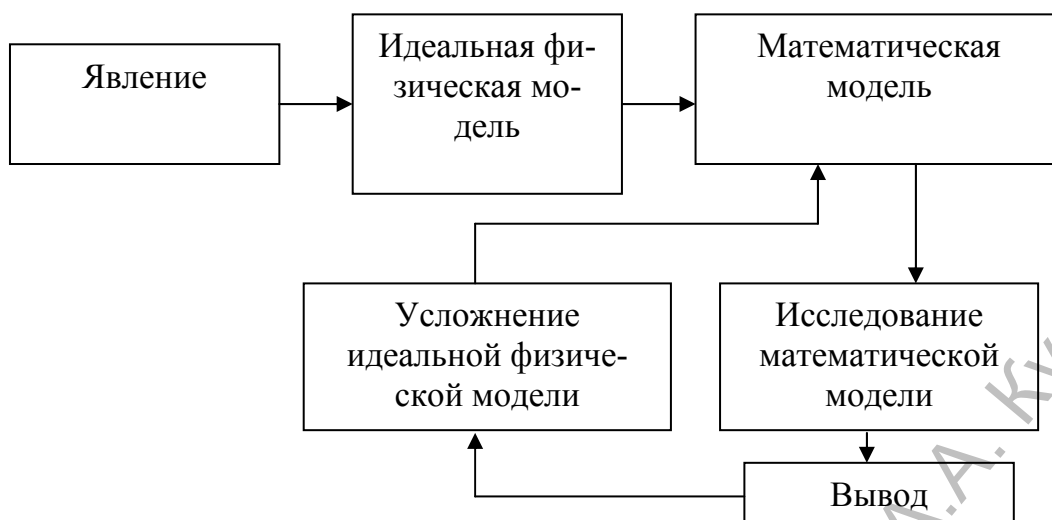 Явление
Идеальная фи-
зическая мо-
дель
Математическая
модель
Усложнение
идеальной физиче-
ской модели
Исследование
математической
модели
Вывод